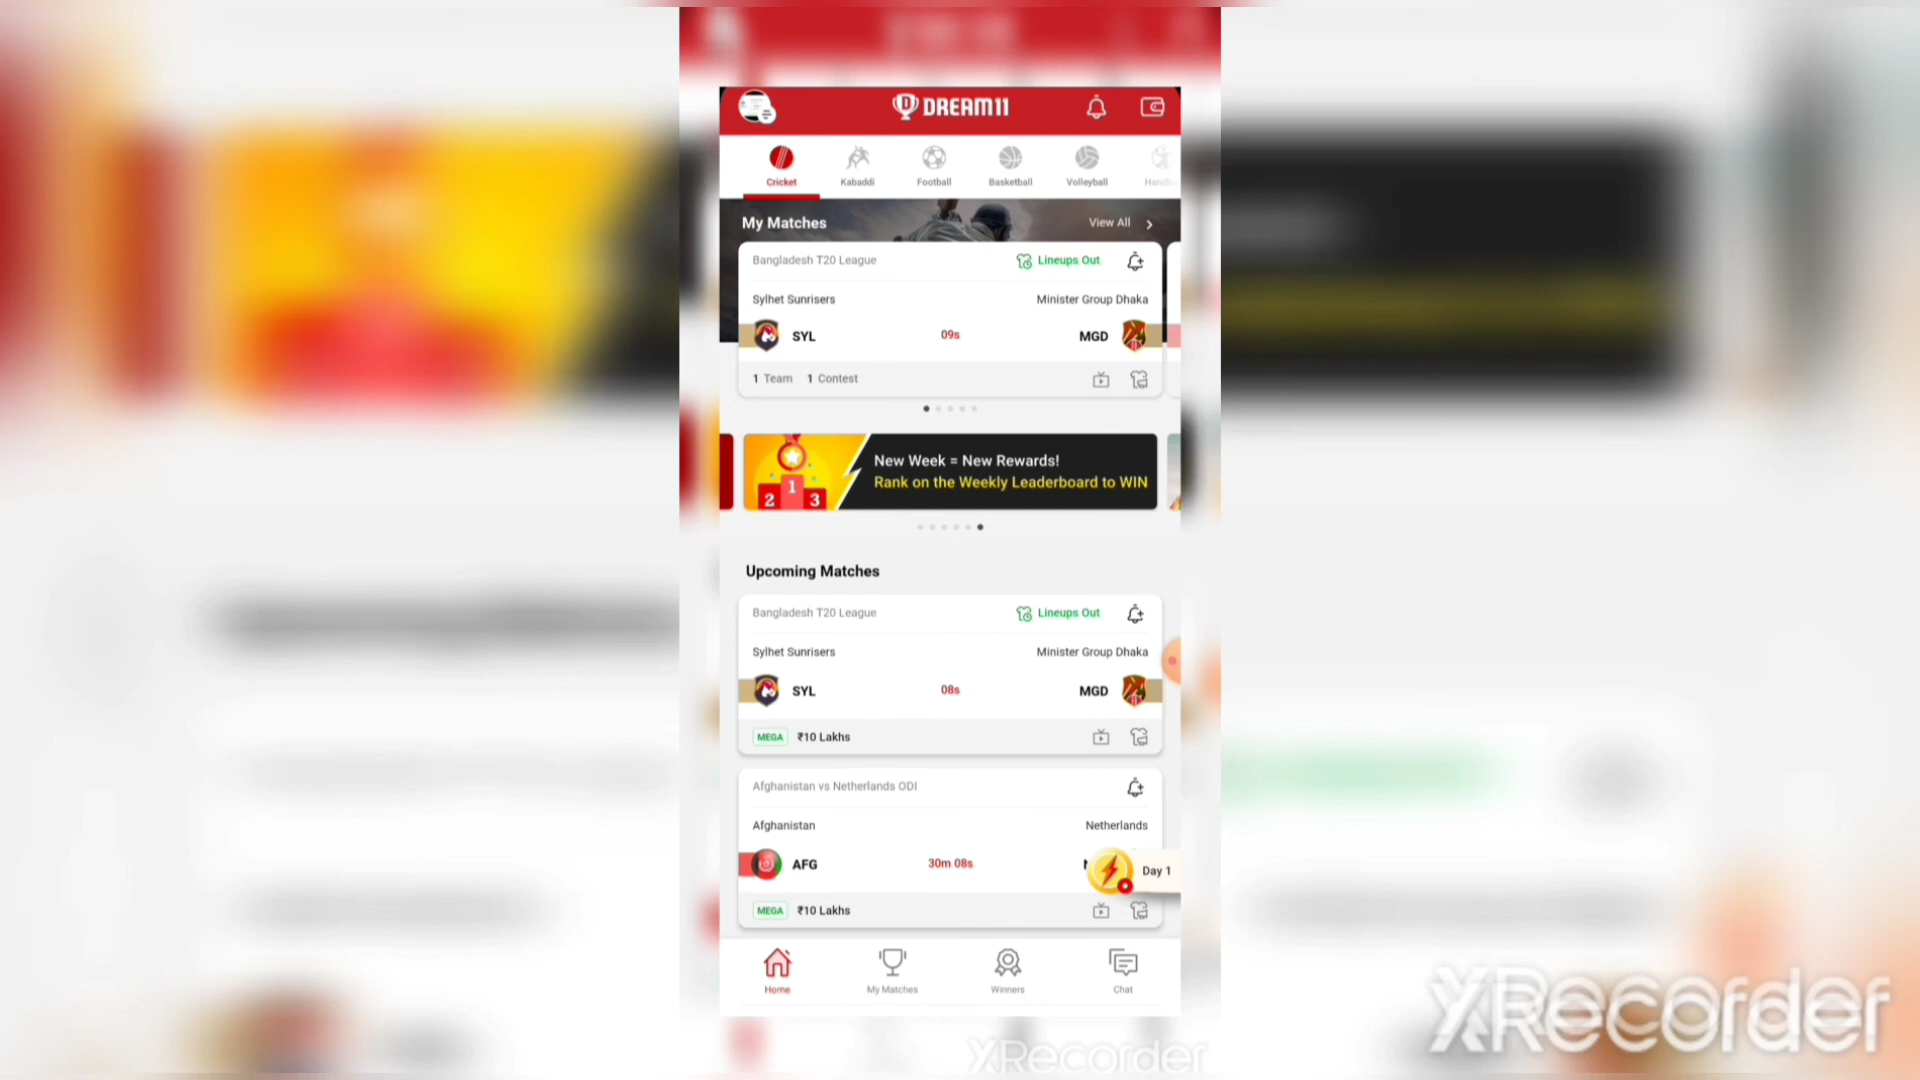 DREAM11
Cricket
Kabaddi
Football
Basketball
Volleyball
My Matches
View All
Bangladesh T20 League
Lineups Out
Sylhet Sunrisers
Minister Group Dhaka
SYL
09s
MGD
1 Team 1 Contest
New Week = New Rewards!
Rank on the Weekly Leaderboard to WIN
2 1 3
Upcoming Matches
Bangladesh T20 League
Lineups Out
Sylhet Sunrisers
Minister Group Dhaka
SYL
08s
MGD
MEGA ₹10 Lakhs
Afghanistan vs Netherlands ODI
Afghanistan
Netherlands
AFG
30m 08s
Day 1
MEGA ₹10 Lakhs
Home
My Matches
Winners
Chat
XRecorder
XRecorder